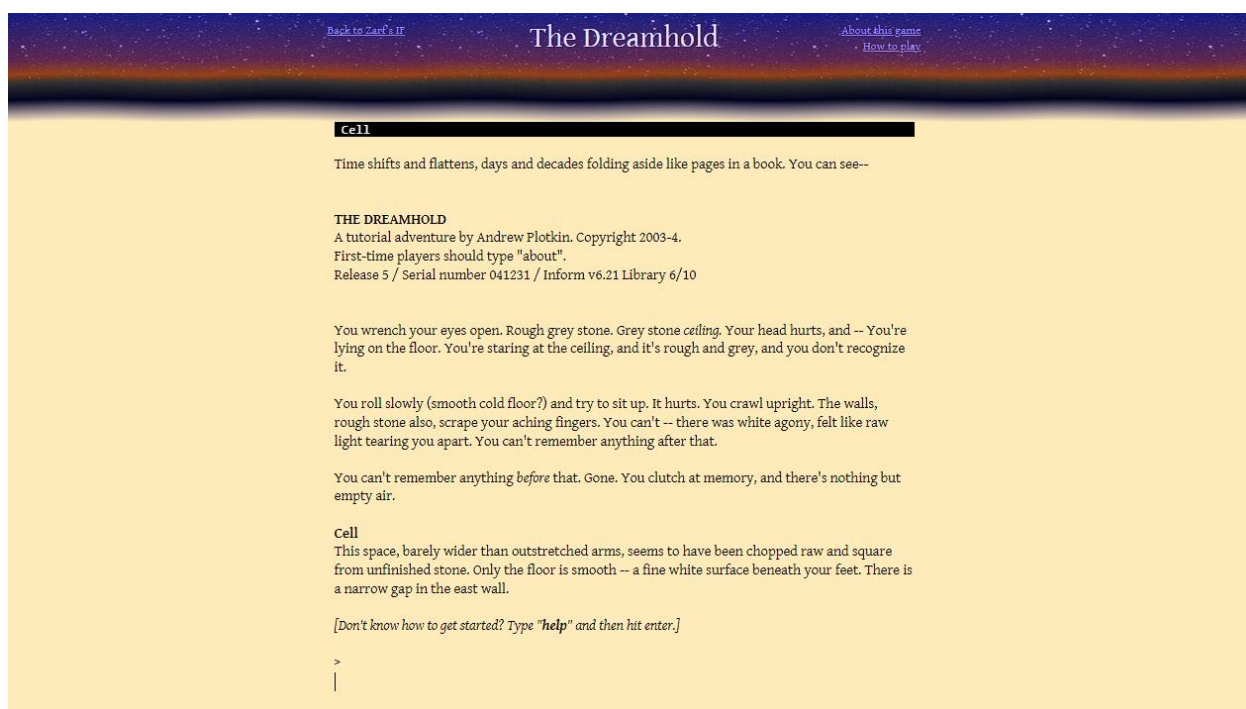 Back to Zarf's IF
The Dreamhold
About this game
How to play
Cell
Time shifts and flattens, days and decades folding aside like pages in a book. You can see--
THE DREAMHOLD
A tutorial adventure by Andrew Plotkin. Copyright 2003-4.
First-time players should type "about".
Release 5 / Serial number 041231 / Inform v6.21 Library 6/10
You wrench your eyes open. Rough grey stone. Grey stone ceiling. Your head hurts, and -- You're
lying on the floor. You're staring at the ceiling, and it's rough and grey, and you don't recognize
it.
You roll slowly (smooth cold floor?) and try to sit up. It hurts. You crawl upright. The walls,
rough stone also, scrape your aching fingers. You can't -- there was white agony, felt like raw
light tearing you apart. You can't remember anything after that.
You can't remember anything before that. Gone. You clutch at memory, and there's nothing but
empty air.
Cell
This space, barely wider than outstretched arms, seems to have been chopped raw and square
from unfinished stone. Only the floor is smooth -- a fine white surface beneath your feet. There is
a narrow gap in the east wall.
[Don't know how to get started? Type "help" and then hit enter.]
>